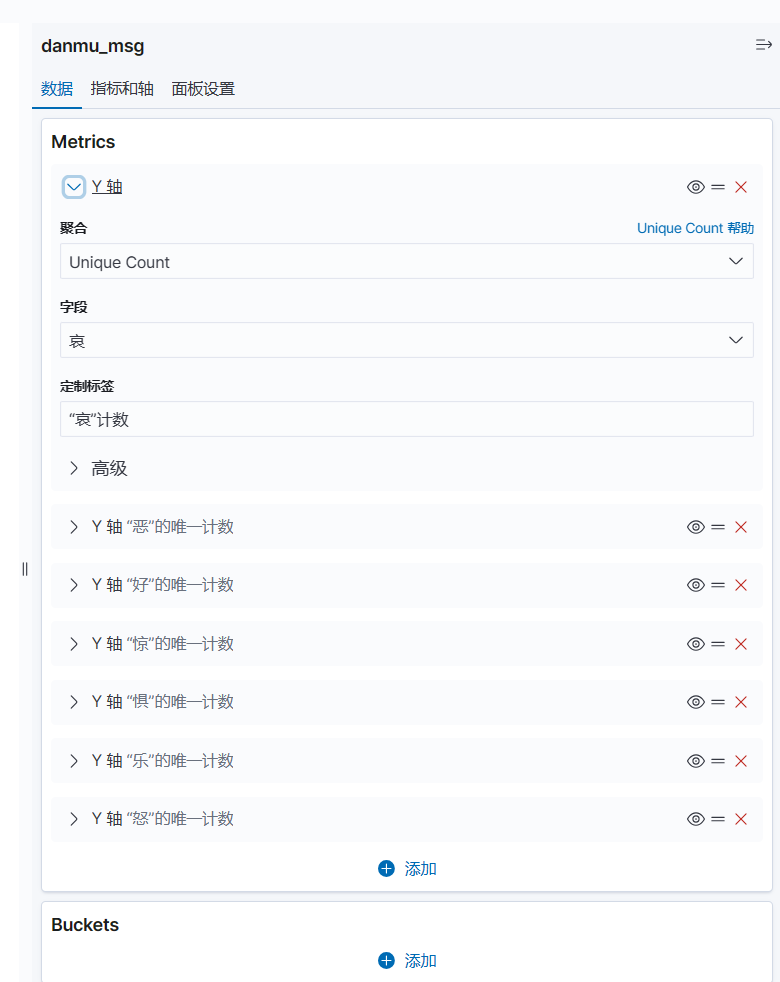 danmu_msg
数据 指标和轴 面板设置
Metrics
Y 轴
聚合 Unique Count 帮助
Unique Count
字段
哀
定制标签
“哀”计数
高级
Y 轴 “恶”的唯一计数
Y 轴 “好”的唯一计数
Y 轴 “惊”的唯一计数
Y 轴 “惧”的唯一计数
Y 轴 “乐”的唯一计数
Y 轴 “怒”的唯一计数
添加
Buckets
添加